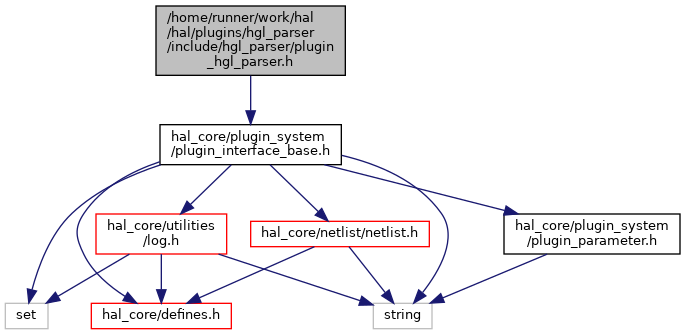 /home/runner/work/hal
/hal/plugins/hgl_parser
/include/hgl_parser/plugin
_hgl_parser.h
hal_core/plugin_system
/plugin_interface_base.h
hal_core/utilities
/log.h
hal_core/netlist/netlist.h
hal_core/plugin_system
/plugin_parameter.h
set
hal_core/defines.h
string